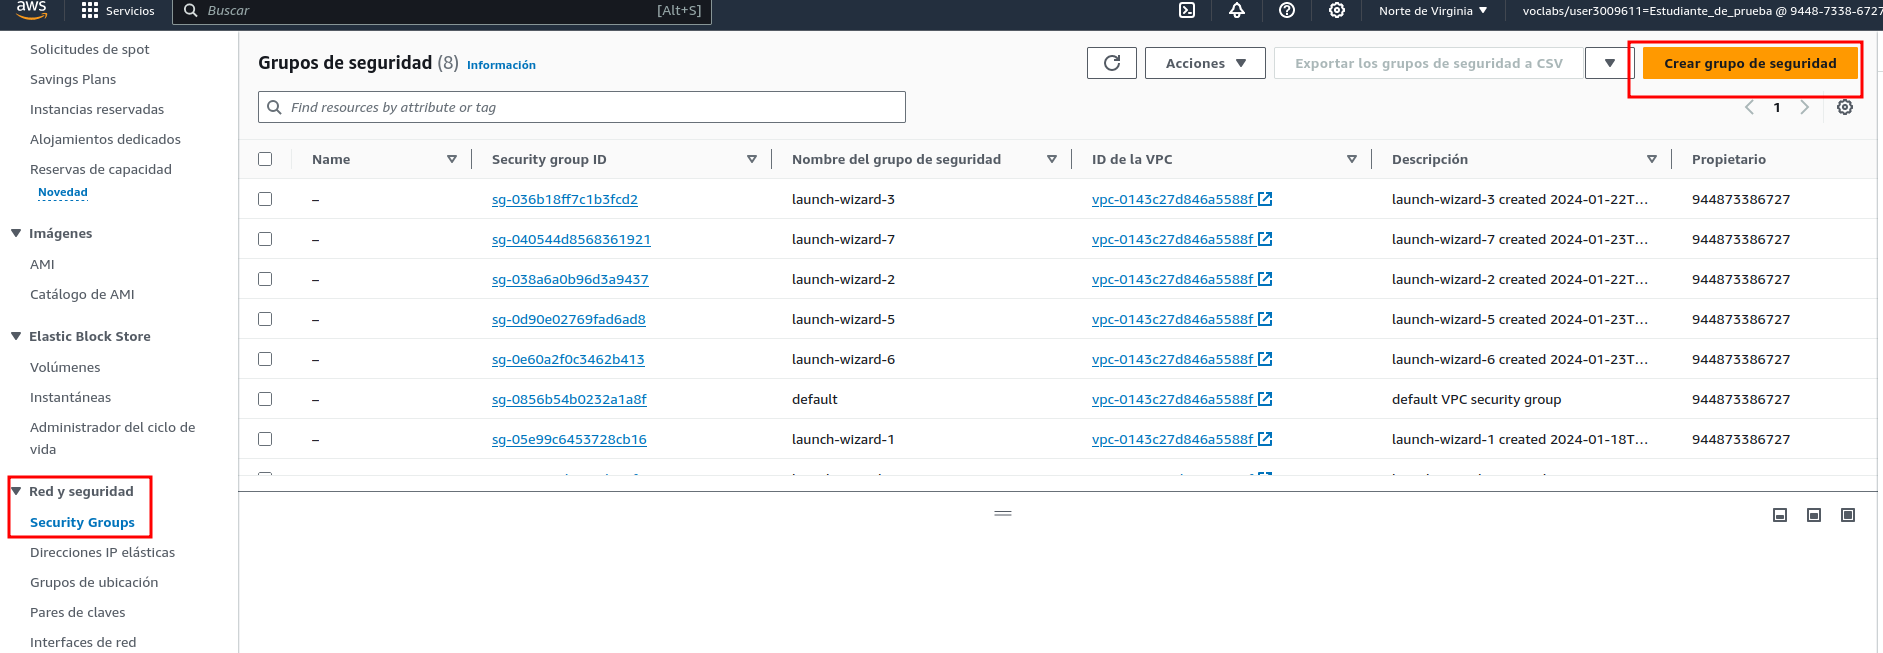 aws
Servicios
Buscar
[Alt+S]
Norte de Virginia
voclabs/user3009611=Estudiante_de_prueba @ 9448-7338-6727
Solicitudes de spot
Savings Plans
Instancias reservadas
Alojamientos dedicados
Reservas de capacidad
Novedad
Imágenes
AMI
Catálogo de AMI
Elastic Block Store
Volúmenes
Instantáneas
Administrador del ciclo de
vida
Red y seguridad
Security Groups
Direcciones IP elásticas
Grupos de ubicación
Pares de claves
Interfaces de red
Grupos de seguridad (8) Información
Acciones
Exportar los grupos de seguridad a CSV
Crear grupo de seguridad
Find resources by attribute or tag
1
Name Security group ID Nombre del grupo de seguridad ID de la VPC Descripción Propietario
– sg-036b18ff7c1b3fcd2 launch-wizard-3 vpc-0143c27d846a5588f launch-wizard-3 created 2024-01-22T... 944873386727
– sg-040544d8568361921 launch-wizard-7 vpc-0143c27d846a5588f launch-wizard-7 created 2024-01-23T... 944873386727
– sg-038a6a0b96d3a9437 launch-wizard-2 vpc-0143c27d846a5588f launch-wizard-2 created 2024-01-22T... 944873386727
– sg-0d90e02769fad6ad8 launch-wizard-5 vpc-0143c27d846a5588f launch-wizard-5 created 2024-01-23T... 944873386727
– sg-0e60a2f0c3462b413 launch-wizard-6 vpc-0143c27d846a5588f launch-wizard-6 created 2024-01-23T... 944873386727
– sg-0856b54b0232a1a8f default vpc-0143c27d846a5588f default VPC security group 944873386727
– sg-05e99c6453728cb16 launch-wizard-1 vpc-0143c27d846a5588f launch-wizard-1 created 2024-01-18T... 944873386727